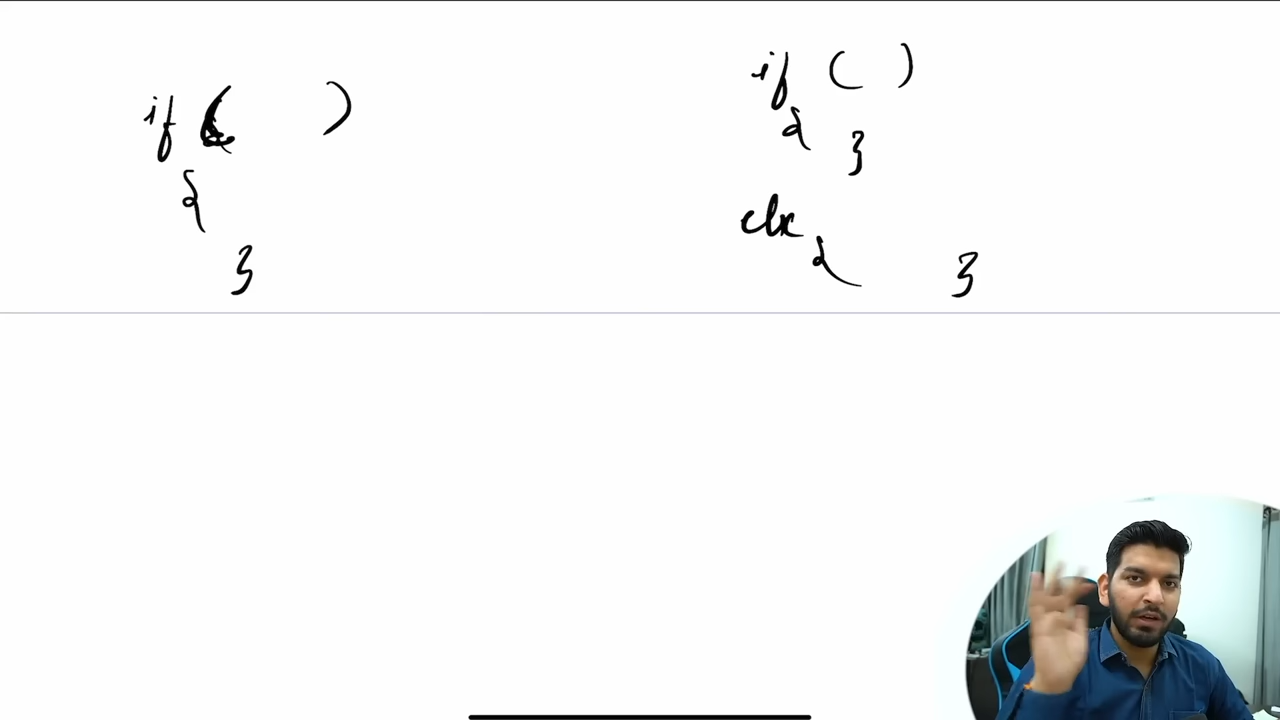 if ( )
{
}
if ( )
{ }
else
{ }